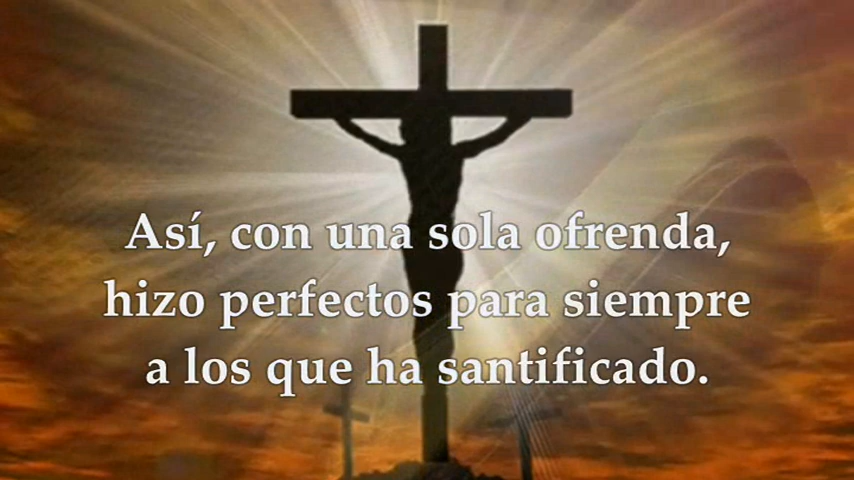 Así, con una sola ofrenda,
hizo perfectos para siempre
a los que ha santificado.